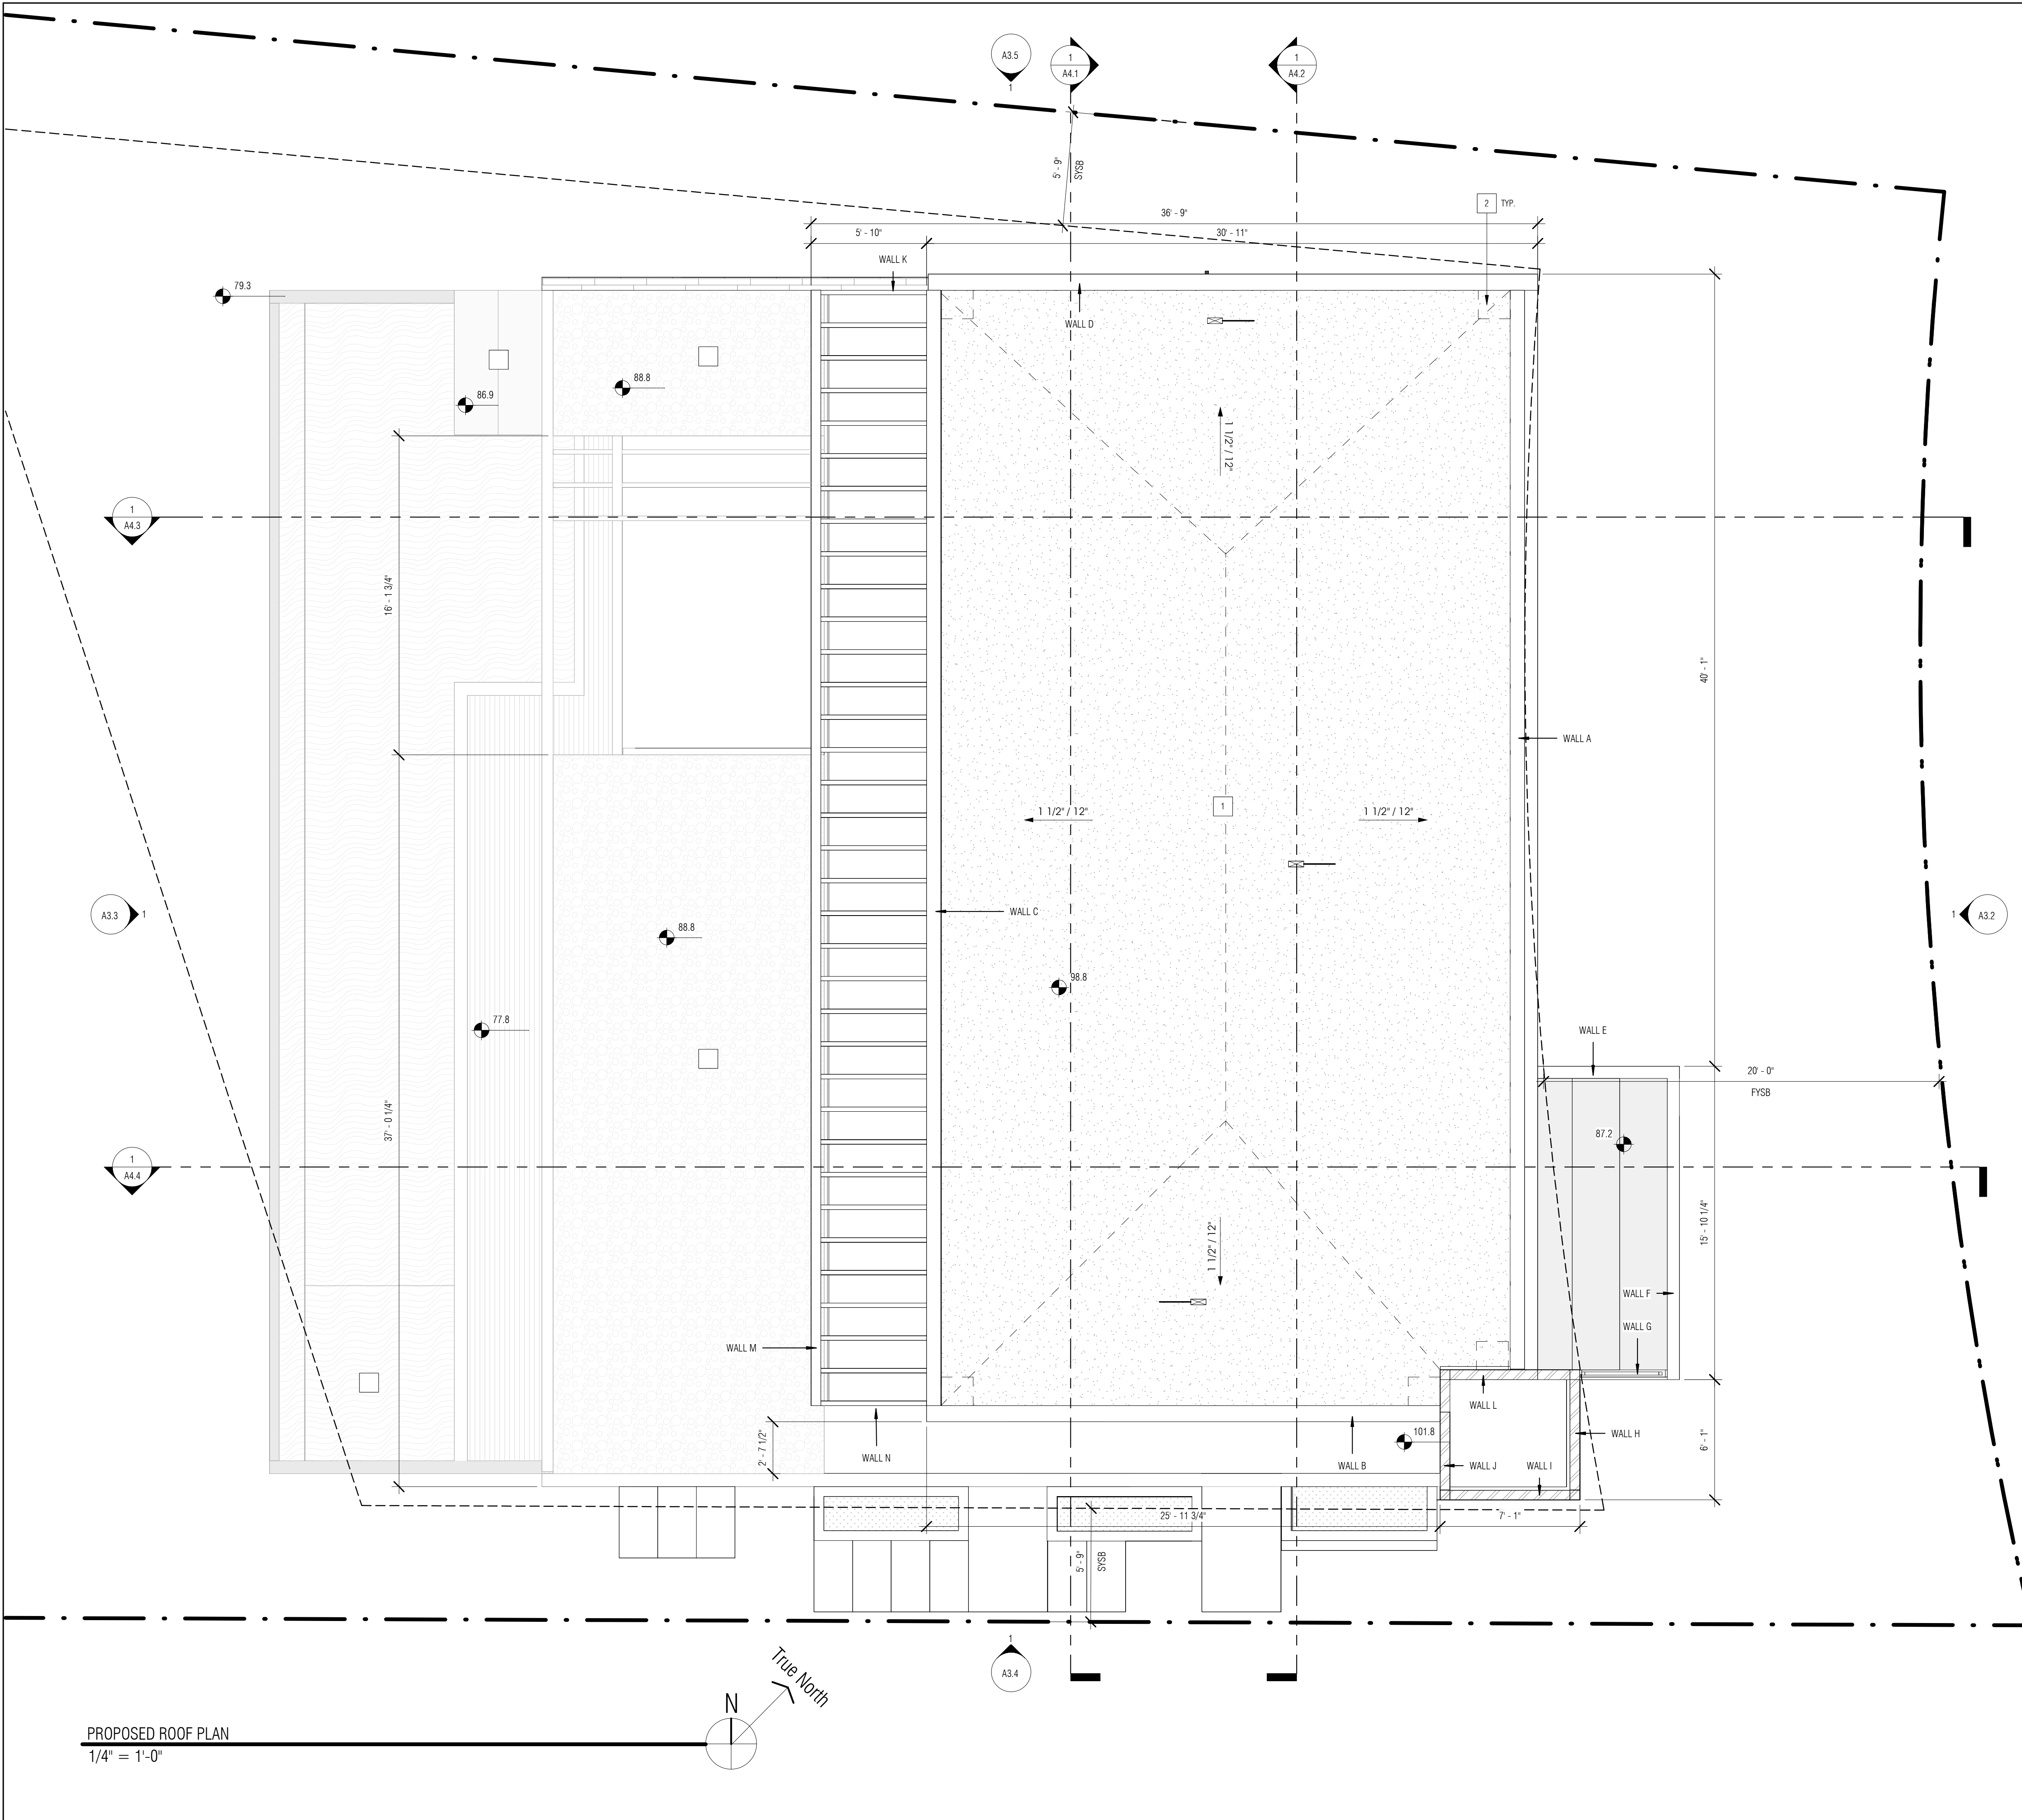 A3.5
1
1
A4.1
1
A4.2
5' - 9"
SYSB
36' - 9"
2
TYP.
5' - 10"
30' - 11"
WALL K
79.3
WALL D
88.8
86.9
1 1/2" / 12"
1
A4.3
16' - 1 3/4"
40' - 1"
WALL A
1 1/2" / 12"
1
1 1/2" / 12"
A3.3
1
WALL C
1
A3.2
88.8
98.8
77.8
WALL E
20' - 0"
FYSB
37' - 0 1/4"
87.2
1
A4.4
15' - 10 1/4"
1 1/2" / 12"
WALL F
WALL G
WALL M
WALL L
2' - 7 1/2"
101.8
WALL H
6' - 1"
WALL N
WALL B
WALL J
WALL I
25' - 11 3/4"
7' - 1"
5' - 9"
SYSB
1
A3.4
True North
N
PROPOSED ROOF PLAN
1/4" = 1'-0"